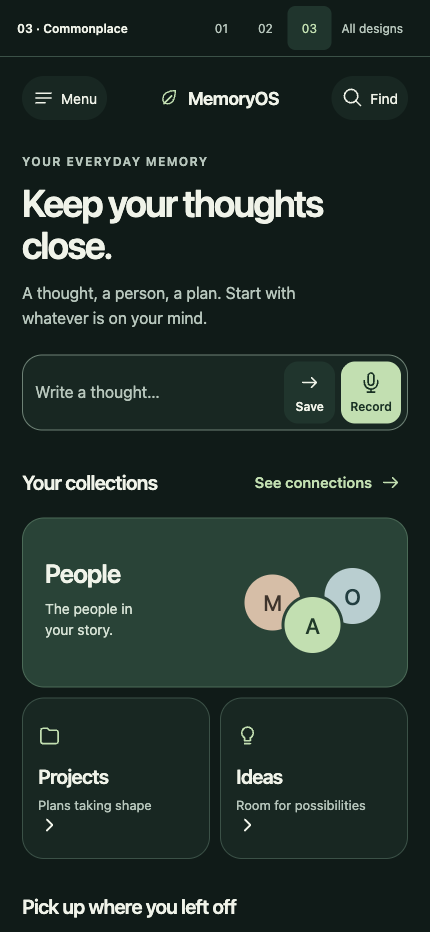 03 · Commonplace
01 02 03 All designs
Menu
MemoryOS
Find
YOUR EVERYDAY MEMORY
Keep your thoughts
close.
A thought, a person, a plan. Start with
whatever is on your mind.
Write a thought...
Save
Record
Your collections
See connections
People
The people in
your story.
M
A
O
Projects
Plans taking shape
Ideas
Room for possibilities
Pick up where you left off